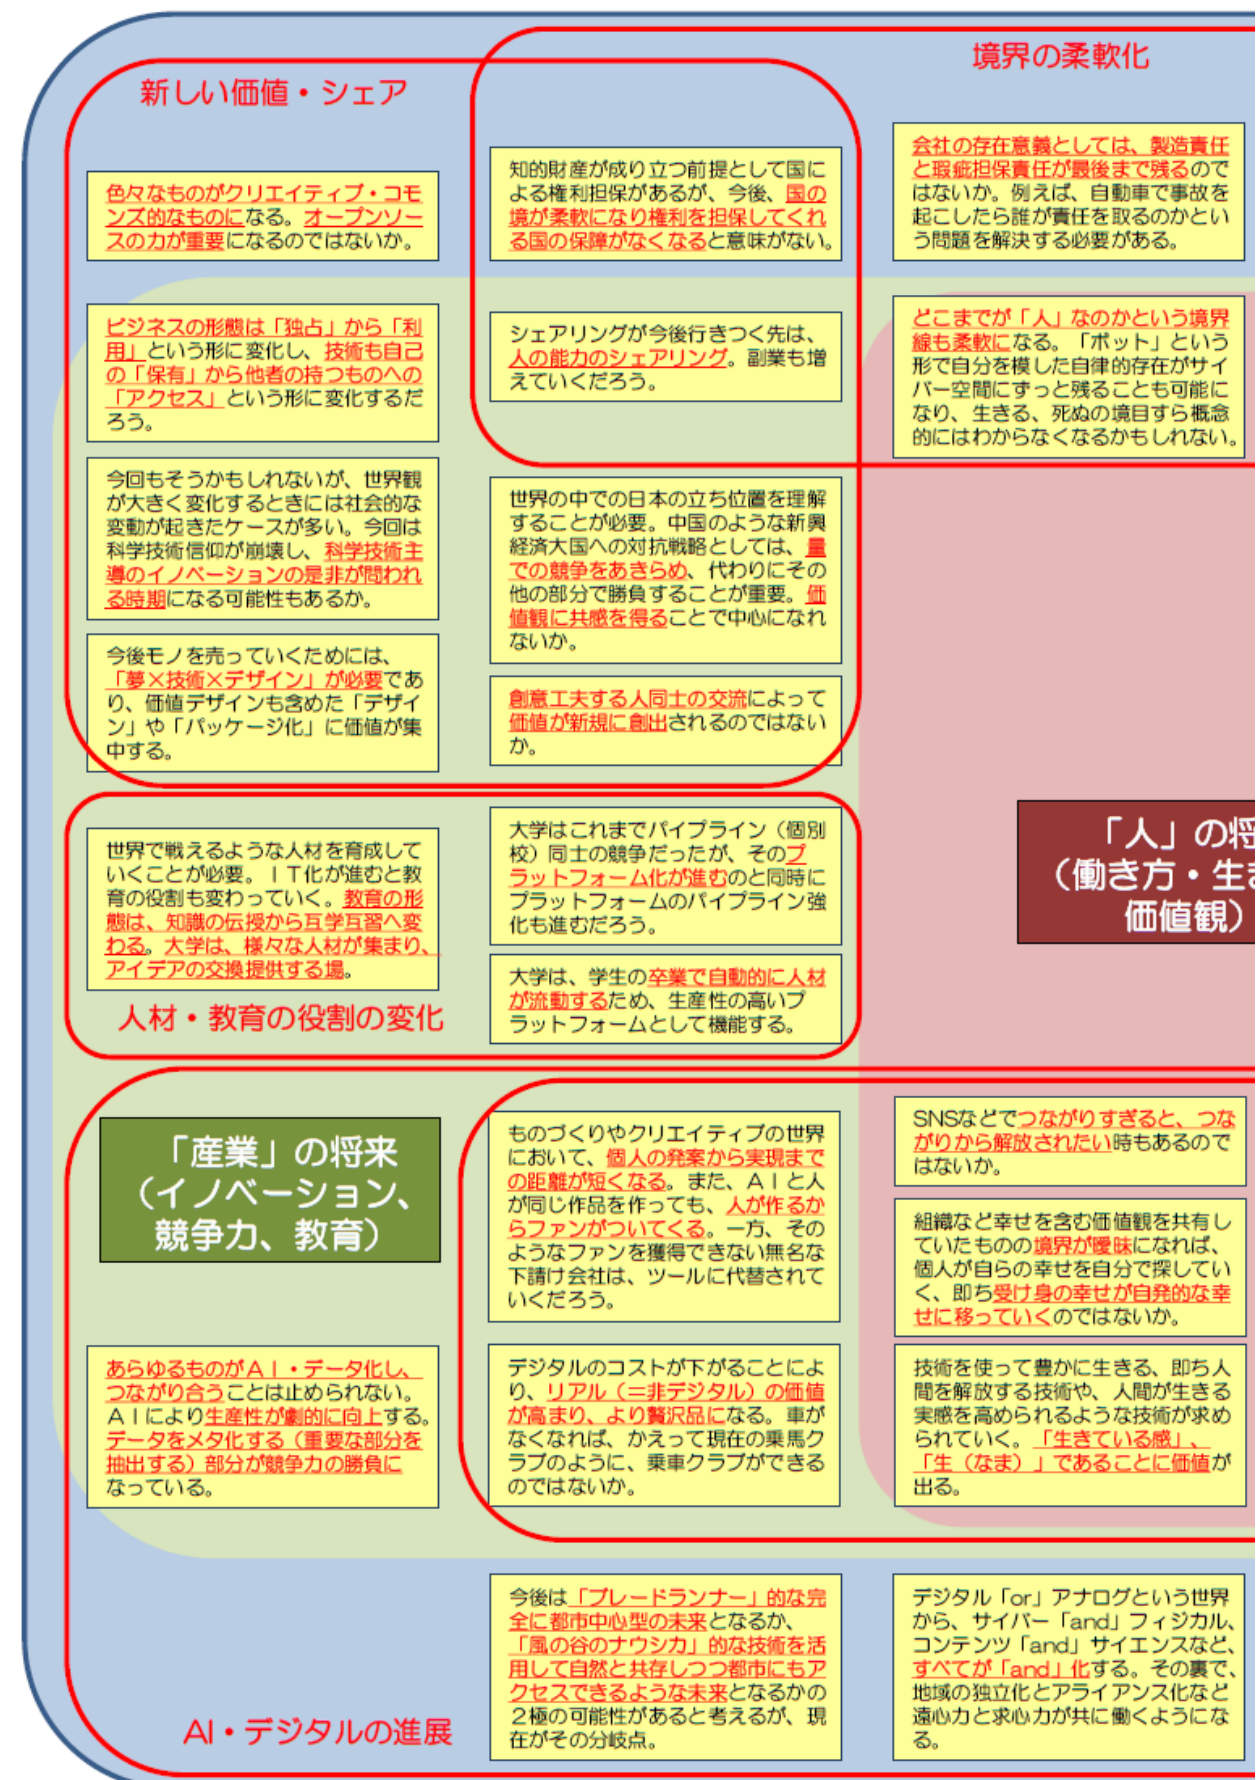 境界の柔軟化
新しい価値・シェア
色々なものがクリエイティブ・コモ
ンズ的なものになる。オープンソー
スの力が重要になるのではないか。
知的財産が成り立つ前提として国に
よる権利担保があるが、今後、国の
境が柔軟になり権利を担保してくれ
る国の保障がなくなると意味がない。
会社の存在意義としては、製造責任
と瑕疵担保責任が最後まで残るので
はないか。例えば、自動車で事故を
起こしたら誰が責任を取るのかとい
う問題を解決する必要がある。
ビジネスの形態は「独占」から「利
用」という形に変化し、技術も自己
の「保有」から他者の持つものへの
「アクセス」という形に変化するだ
ろう。
シェアリングが今後行きつく先は、
人の能力のシェアリング。副業も増
えていくだろう。
どこまでが「人」なのかという境界
線も柔軟になる。「ボット」という
形で自分を模した自律的存在がサイ
バー空間にずっと残ることも可能に
なり、生きる、死ぬの境目すら概念
的にはわからなくなるかもしれない。
今回もそうかもしれないが、世界観
が大きく変化するときには社会的な
変動が起きたケースが多い。今回は
科学技術信仰が崩壊し、科学技術主
導のイノベーションの是非が問われ
る時期になる可能性もあるか。
世界の中での日本の立ち位置を理解
することが必要。中国のような新興
経済大国への対抗戦略としては、量
での競争をあきらめ、代わりにその
他の部分で勝負することが重要。価
値観に共感を得ることで中心になれ
ないか。
今後モノを売っていくためには、
「夢×技術×デザイン」が必要であ
り、価値デザインも含めた「デザイ
ン」や「パッケージ化」に価値が集
中する。
創意工夫する人同士の交流によって
価値が新規に創出されるのではない
か。
世界で戦えるような人材を育成して
いくことが必要。ＩＴ化が進むと教
育の役割も変わっていく。教育の形
態は、知識の伝授から互学互習へ変
わる。大学は、様々な人材が集まり、
アイデアの交換提供する場。
大学はこれまでパイプライン（個別
校）同士の競争だったが、そのプ
ラットフォーム化が進むのと同時に
プラットフォームのパイプライン強
化も進むだろう。
大学は、学生の卒業で自動的に人材
が流動するため、生産性の高いプ
ラットフォームとして機能する。
人材・教育の役割の変化
「人」の将
（働き方・生き
価値観）
「産業」の将来
（イノベーション、
競争力、教育）
ものづくりやクリエイティブの世界
において、個人の発案から実現まで
の距離が短くなる。また、ＡＩと人
が同じ作品を作っても、人が作るか
らファンがついてくる。一方、その
ようなファンを獲得できない無名な
下請け会社は、ツールに代替されて
いくだろう。
SNSなどでつながりすぎると、つな
がりから解放されたい時もあるので
はないか。
組織など幸せを含む価値観を共有し
ていたものの境界が曖昧になれば、
個人が自らの幸せを自分で探してい
く、即ち受け身の幸せが自発的な幸
せに移っていくのではないか。
あらゆるものがＡＩ・データ化し、
つながり合うことは止められない。
ＡＩにより生産性が劇的に向上する。
データをメタ化する（重要な部分を
抽出する）部分が競争力の勝負に
なっている。
デジタルのコストが下がることによ
り、リアル（＝非デジタル）の価値
が高まり、より贅沢品になる。車が
なくなれば、かえって現在の乗馬ク
ラブのように、乗車クラブができる
のではないか。
技術を使って豊かに生きる、即ち人
間を解放する技術や、人間が生きる
実感を高められるような技術が求め
られていく。「生きている感」、
「生（なま）」であることに価値が
出る。
今後は「ブレードランナー」的な完
全に都市中心型の未来となるか、
「風の谷のナウシカ」的な技術を活
用して自然と共存しつつ都市にもア
クセスできるような未来となるかの
２極の可能性があると考えるが、現
在がその分岐点。
デジタル「or」アナログという世界
から、サイバー「and」フィジカル、
コンテンツ「and」サイエンスなど、
すべてが「and」化する。その裏で、
地域の独立化とアライアンス化など
遠心力と求心力が共に働くようにな
る。
AI・デジタルの進展